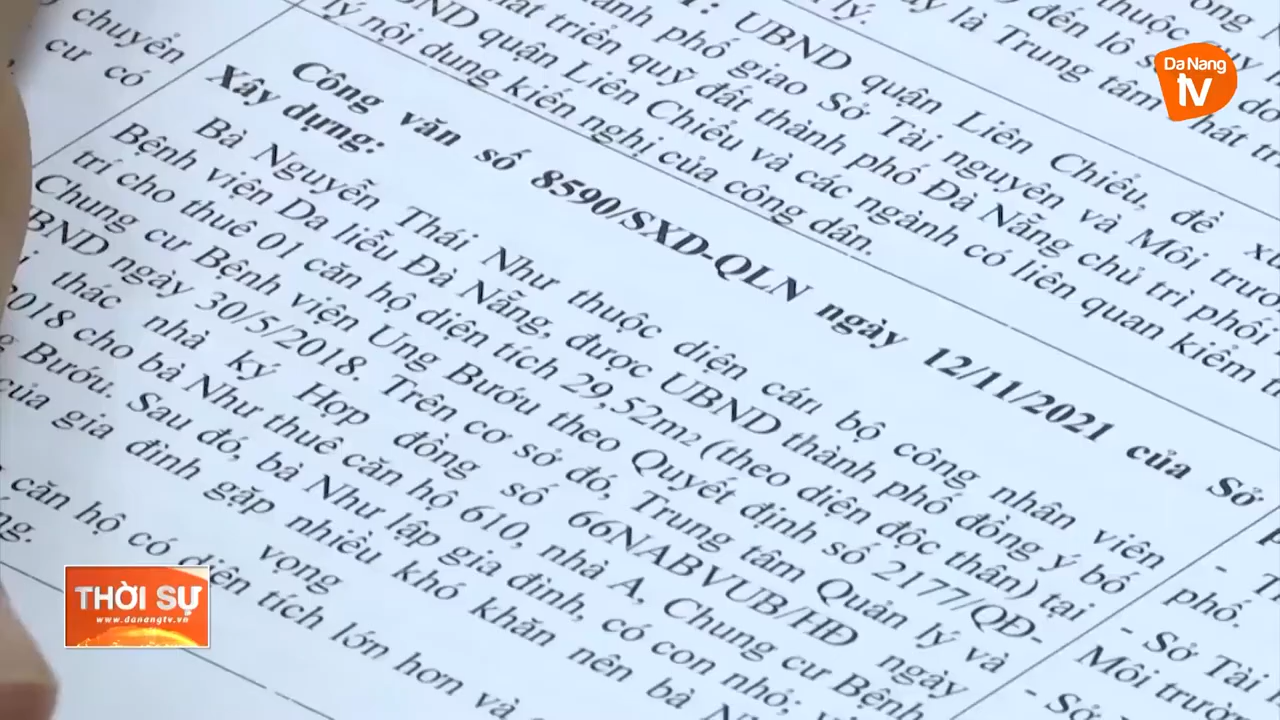 Da Nang
tv
chuyển
cư có
UBND quận Liên Chiểu, đề
thành phố giao Sở Tài nguyên và Môi trườ
phát triển quỹ đất thành phố Đà Nẵng chủ trì phối
UBND quận Liên Chiểu và các ngành có liên quan kiểm
lý nội dung kiến nghị của công dân.
Công văn số 8590/SXD-QLN ngày 12/11/2021 của Sở
Xây dựng:
Bà Nguyễn Thái Như thuộc diện cán bộ công nhân viên
Bệnh viện Da liễu Đà Nẵng, được UBND thành phố đồng ý bố
trí cho thuê 01 căn hộ diện tích 29,52m2 (theo diện độc thân) tại
Chung cư Bệnh viện Ung Bướu theo Quyết định số 2177/QĐ-
UBND ngày 30/5/2018. Trên cơ sở đó, Trung tâm Quản lý và
thác nhà ký Hợp đồng số 66NABVUB/HĐ ngày
2018 cho bà Như thuê căn hộ 610, nhà A, Chung cư Bệnh
Bướu. Sau đó, bà Như lập gia đình, có con nhỏ;
của gia đình gặp nhiều khó khăn nên bà
vọng
căn hộ có diện tích lớn hơn và
phố.
- Sở Tài
Môi trườ
THỜI SỰ
www.danangtv.vn